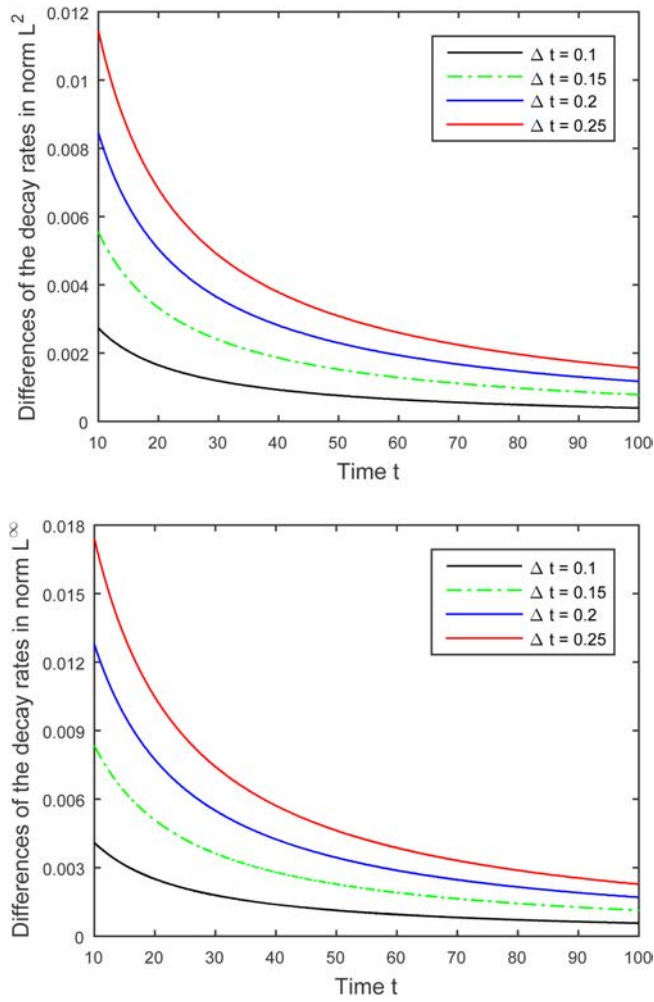 Differences of the decay rates in norm L²
0.012
0.01
0.008
0.006
0.004
0.002
0
Δ t = 0.1
Δ t = 0.15
Δ t = 0.2
Δ t = 0.25
10 20 30 40 50 60 70 80 90 100
Time t
Differences of the decay rates in norm L∞
0.018
0.015
0.012
0.009
0.006
0.003
0
Δ t = 0.1
Δ t = 0.15
Δ t = 0.2
Δ t = 0.25
10 20 30 40 50 60 70 80 90 100
Time t